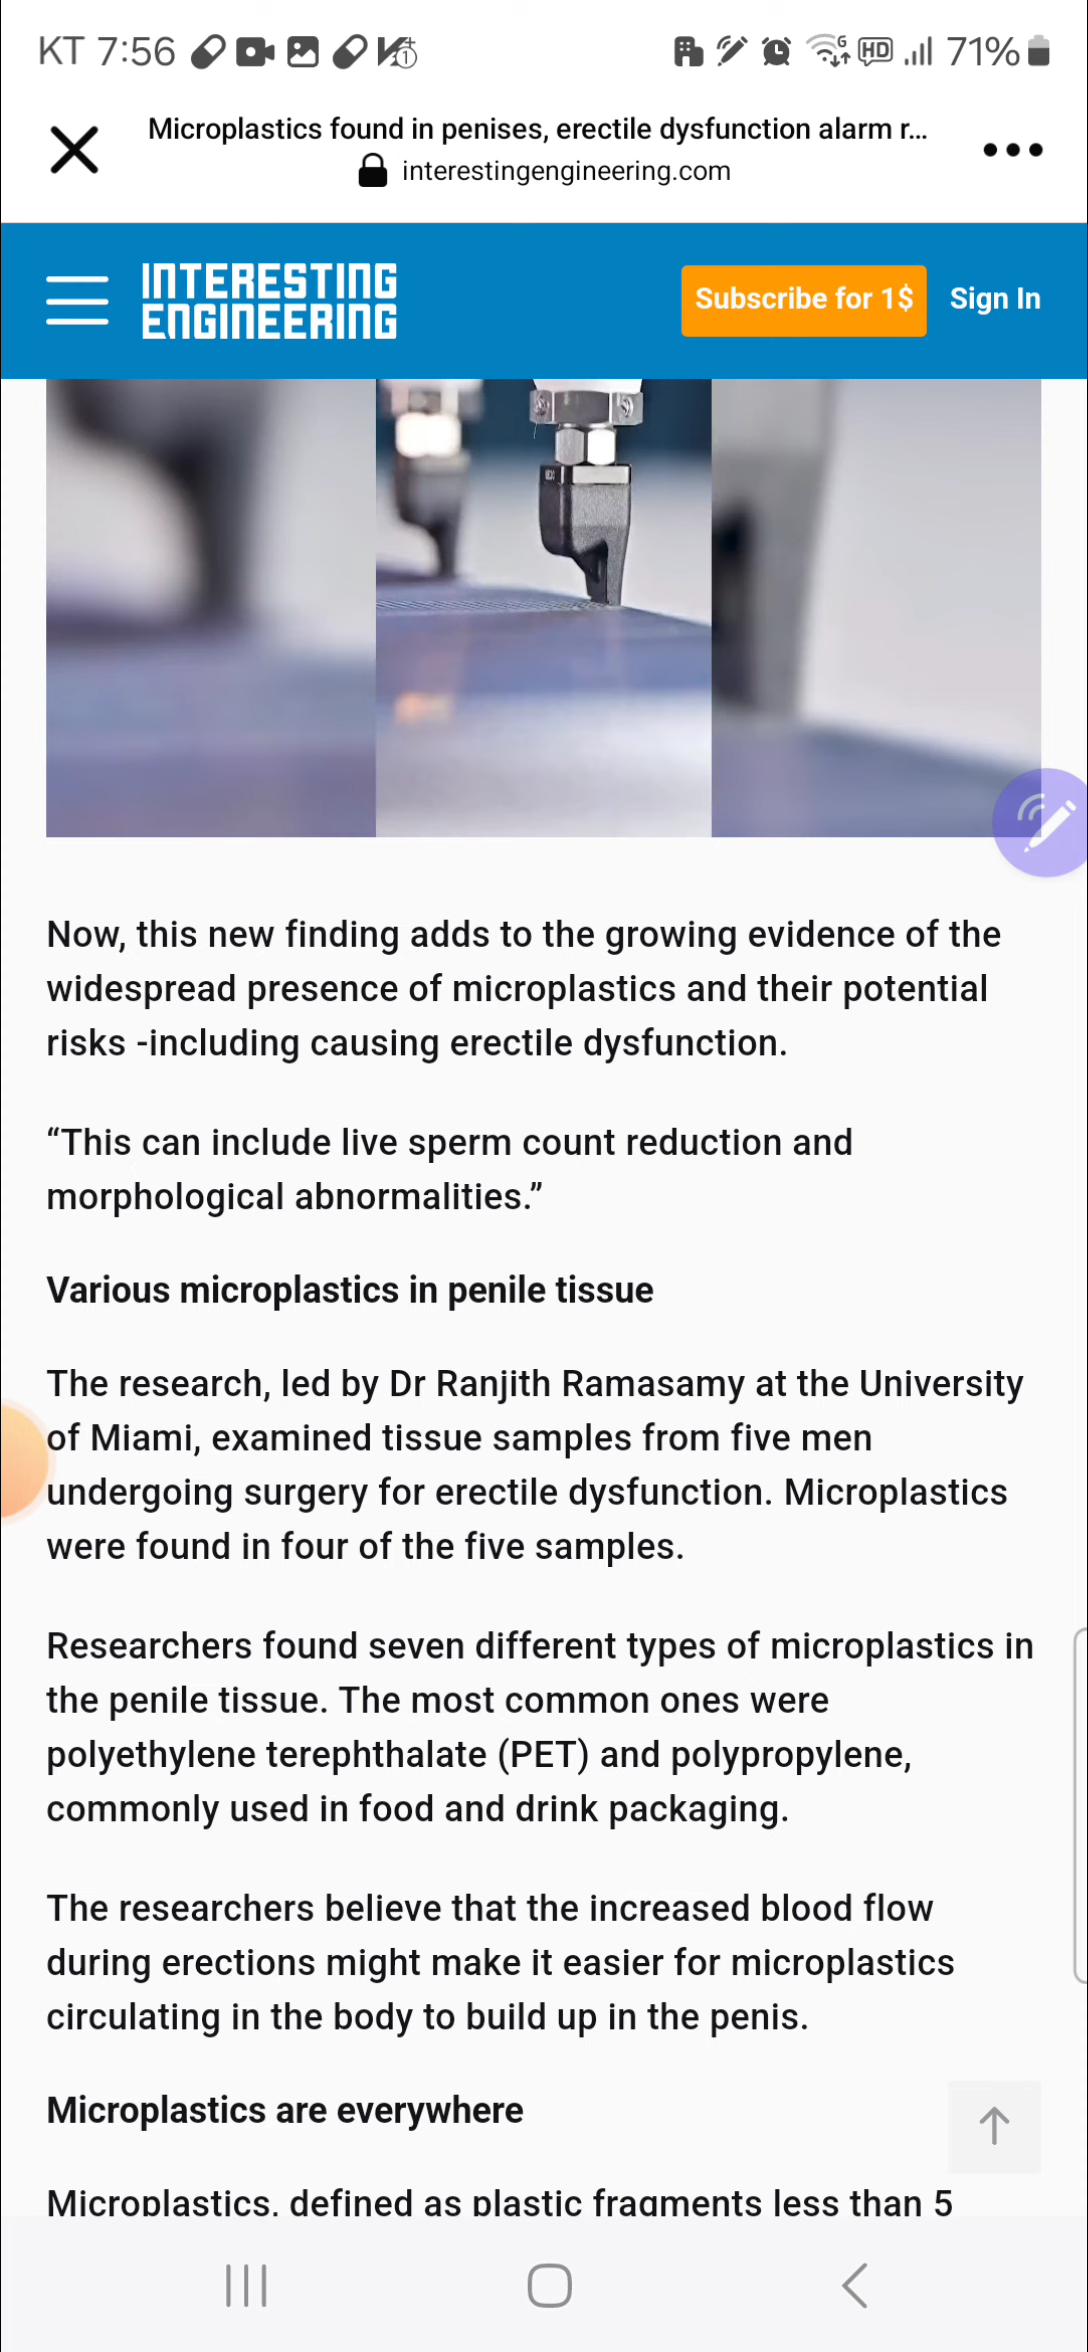 KT 7:56
HD 71%
Microplastics found in penises, erectile dysfunction alarm r...
interestingengineering.com
INTERESTING
ENGINEERING
Subscribe for 1$
Sign In
Now, this new finding adds to the growing evidence of the
widespread presence of microplastics and their potential
risks -including causing erectile dysfunction.
“This can include live sperm count reduction and
morphological abnormalities.”
Various microplastics in penile tissue
The research, led by Dr Ranjith Ramasamy at the University
of Miami, examined tissue samples from five men
undergoing surgery for erectile dysfunction. Microplastics
were found in four of the five samples.
Researchers found seven different types of microplastics in
the penile tissue. The most common ones were
polyethylene terephthalate (PET) and polypropylene,
commonly used in food and drink packaging.
The researchers believe that the increased blood flow
during erections might make it easier for microplastics
circulating in the body to build up in the penis.
Microplastics are everywhere
Microplastics, defined as plastic fragments less than 5